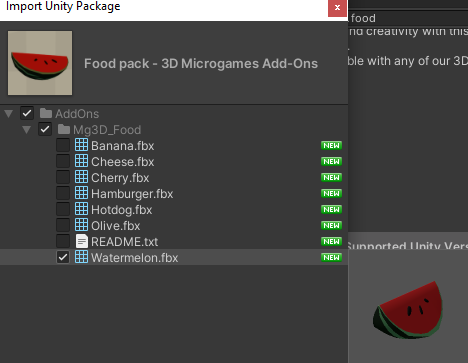 Import Unity Package
food
and creativity with this
Food pack - 3D Microgames Add-Ons
ble with any of our 3D
AddOns
Mg3D_Food
Banana.fbx NEW
Cheese.fbx NEW
Cherry.fbx NEW
Hamburger.fbx NEW
Hotdog.fbx NEW
Olive.fbx NEW
README.txt NEW
Supported Unity Vers
Watermelon.fbx NEW